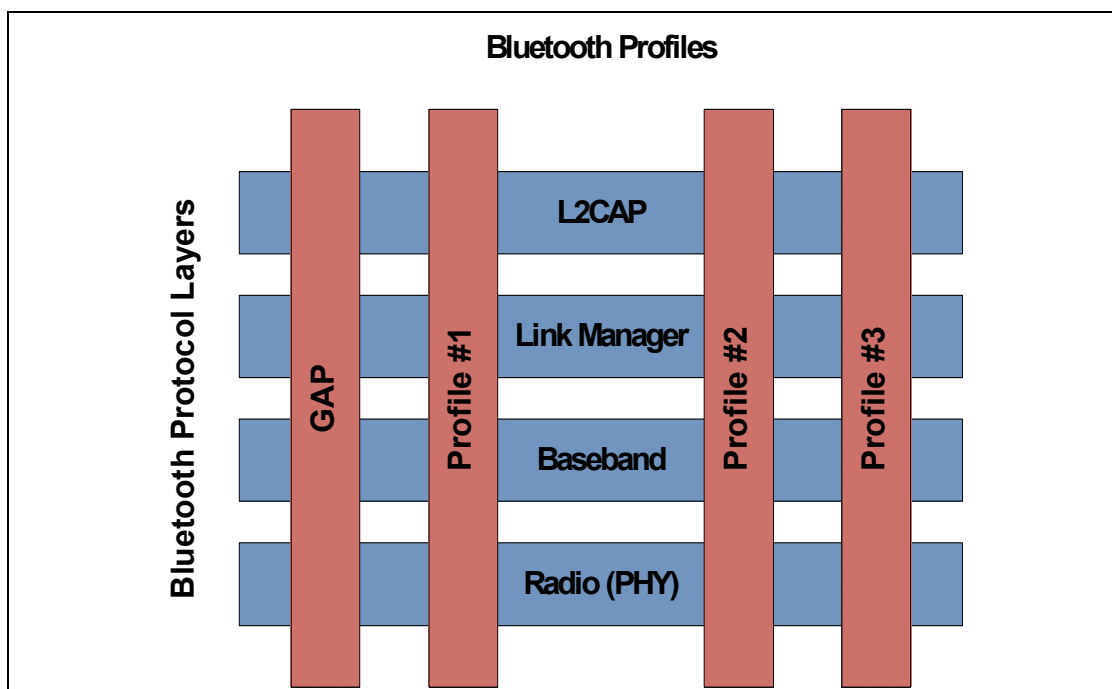 Bluetooth Profiles
Bluetooth Protocol Layers
L2CAP
Link Manager
Baseband
Radio (PHY)
GAP
Profile #1
Profile #2
Profile #3